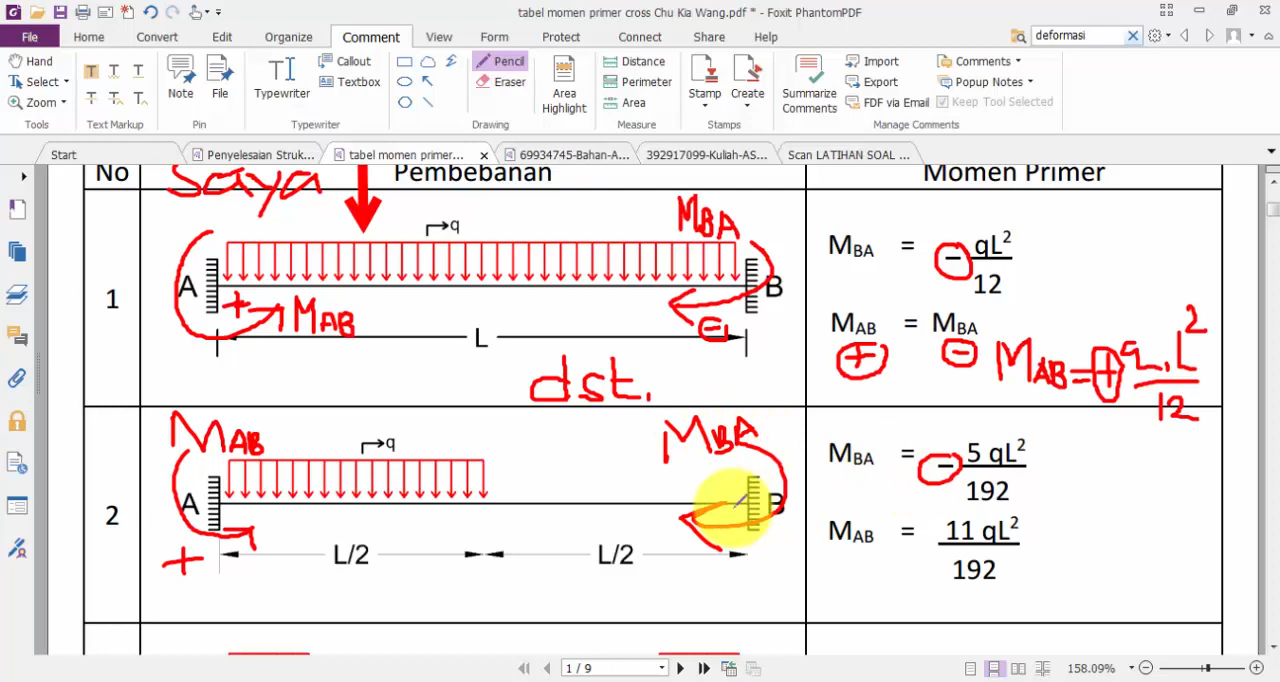 tabel momen primer cross Chu Kia Wang.pdf * - Foxit PhantomPDF
File Home Convert Edit Organize Comment View Form Protect Connect Share Help deformasi
Hand
Select
Zoom
Tools
T T T
T T T
Text Markup
Note
File
Pin
Typewriter
Callout
Textbox
Typewriter
Pencil
Eraser
Drawing
Area Highlight
Distance
Perimeter
Area
Measure
Stamp
Create
Stamps
Summarize Comments
Import
Export
FDF via Email
Comments
Popup Notes
Keep Tool Selected
Manage Comments
Start
Penyelesaian Struk...
tabel momen primer...
69934745-Bahan-A...
392917099-Kuliah-AS...
Scan LATIHAN SOAL ...
No Pembebanan Momen Primer
Saya
1
q
MBA
A B
+ MAB
L
dst.
MBA = - qL²
12
MAB = MBA
+ -
MAB = + q.L²
12
2
MAB q MBA
A B
+
L/2 L/2
MBA = - 5 qL²
192
MAB = 11 qL²
192
1 / 9
158.09%